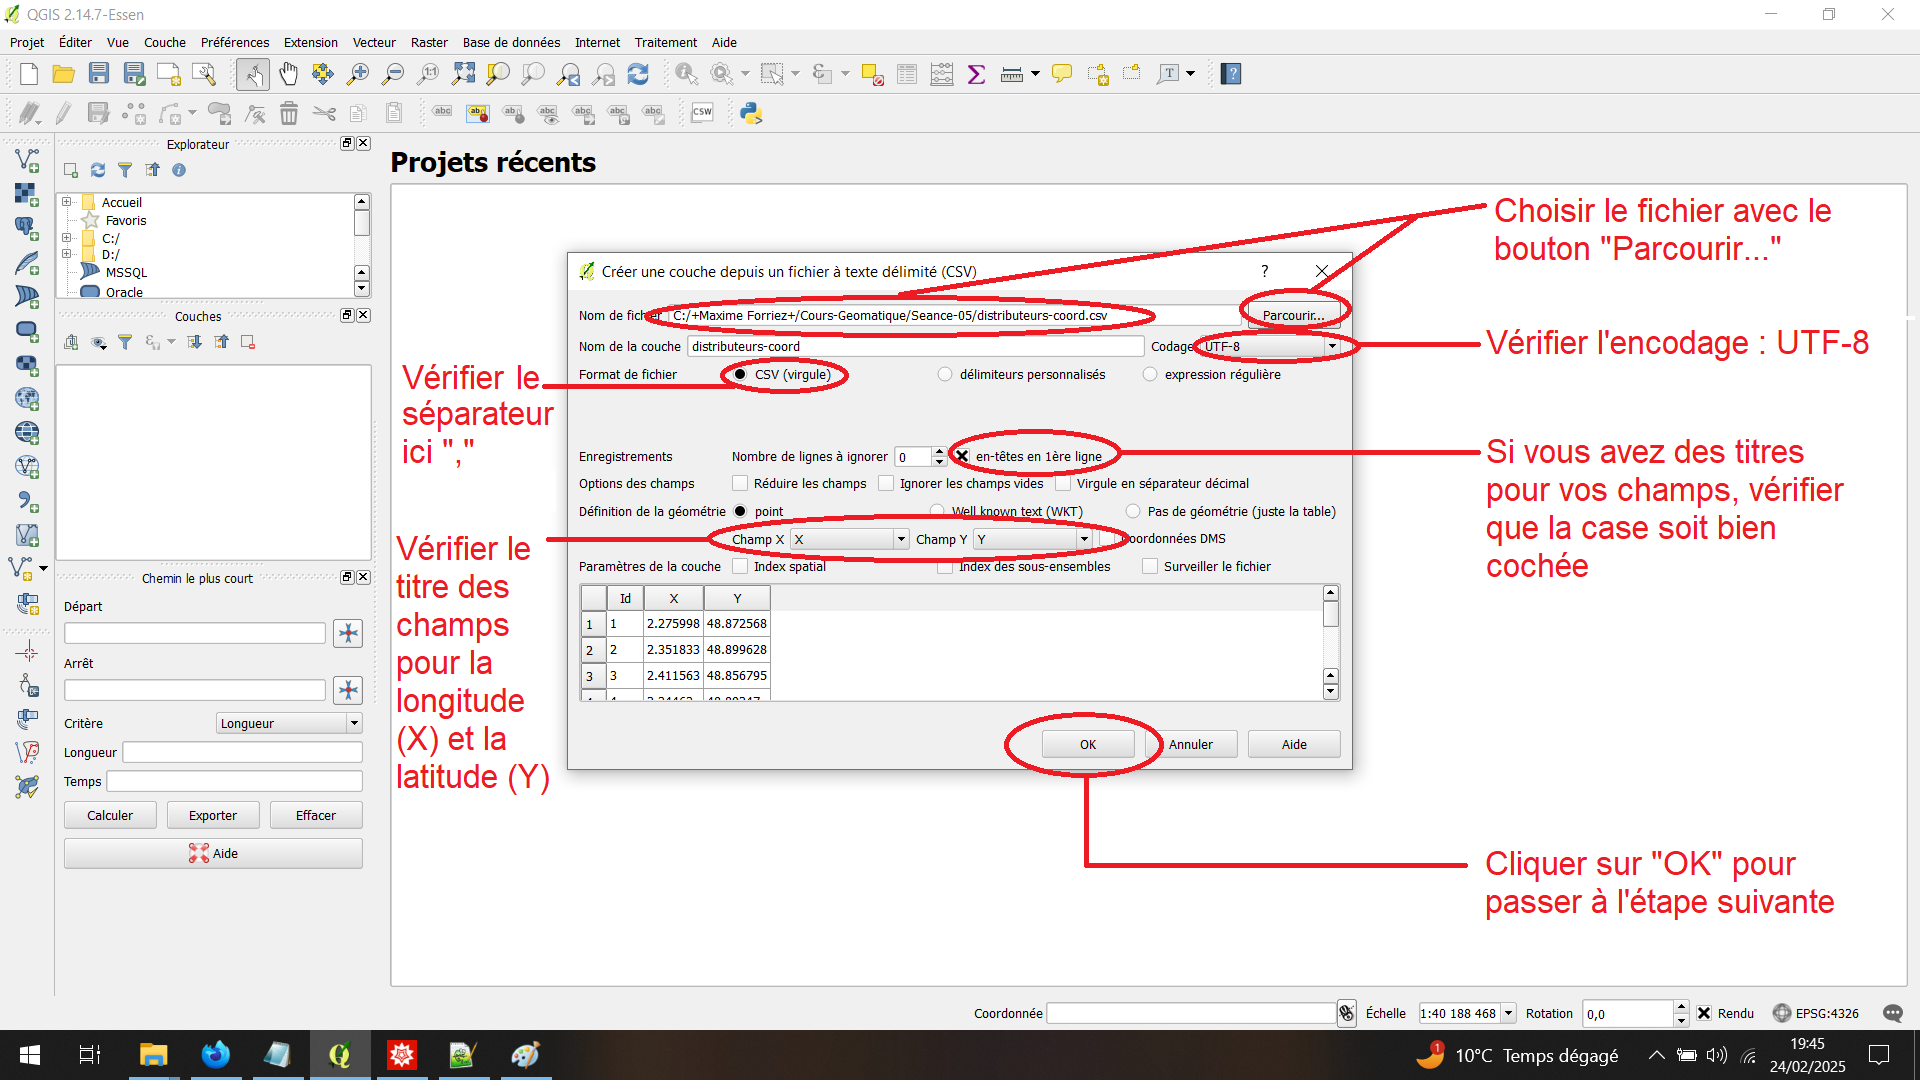 QGIS 2.14.7-Essen
Projet Éditer Vue Couche Préférences Extension Vecteur Raster Base de données Internet Traitement Aide
Explorateur
Accueil
Favoris
C:/
D:/
MSSQL
Oracle
Couches
Chemin le plus court
Départ
Arrêt
Critère Longueur
Longueur
Temps
Calculer Exporter Effacer
Aide
Projets récents
Créer une couche depuis un fichier à texte délimité (CSV)
Nom de fichier C:/+Maxime Forriez+/Cours-Geomatique/Seance-05/distributeurs-coord.csv Parcourir...
Nom de la couche distributeurs-coord Codage UTF-8
Format de fichier CSV (virgule) délimiteurs personnalisés expression régulière
Enregistrements Nombre de lignes à ignorer 0 en-têtes en 1ère ligne
Options des champs Réduire les champs Ignorer les champs vides Virgule en séparateur décimal
Définition de la géométrie point Well known text (WKT) Pas de géométrie (juste la table)
Champ X X Champ Y Y oordonnées DMS
Paramètres de la couche Index spatial Index des sous-ensembles Surveiller le fichier
Id X Y
1 1 2.275998 48.872568
2 2 2.351833 48.899628
3 3 2.411563 48.856795
OK Annuler Aide
Choisir le fichier avec le
bouton "Parcourir..."
Vérifier l'encodage : UTF-8
Vérifier le
séparateur
ici ","
Si vous avez des titres
pour vos champs, vérifier
que la case soit bien
cochée
Vérifier le
titre des
champs
pour la
longitude
(X) et la
latitude (Y)
Cliquer sur "OK" pour
passer à l'étape suivante
Coordonnée Échelle 1:40 188 468 Rotation 0,0 Rendu EPSG:4326
10°C Temps dégagé
19:45
24/02/2025